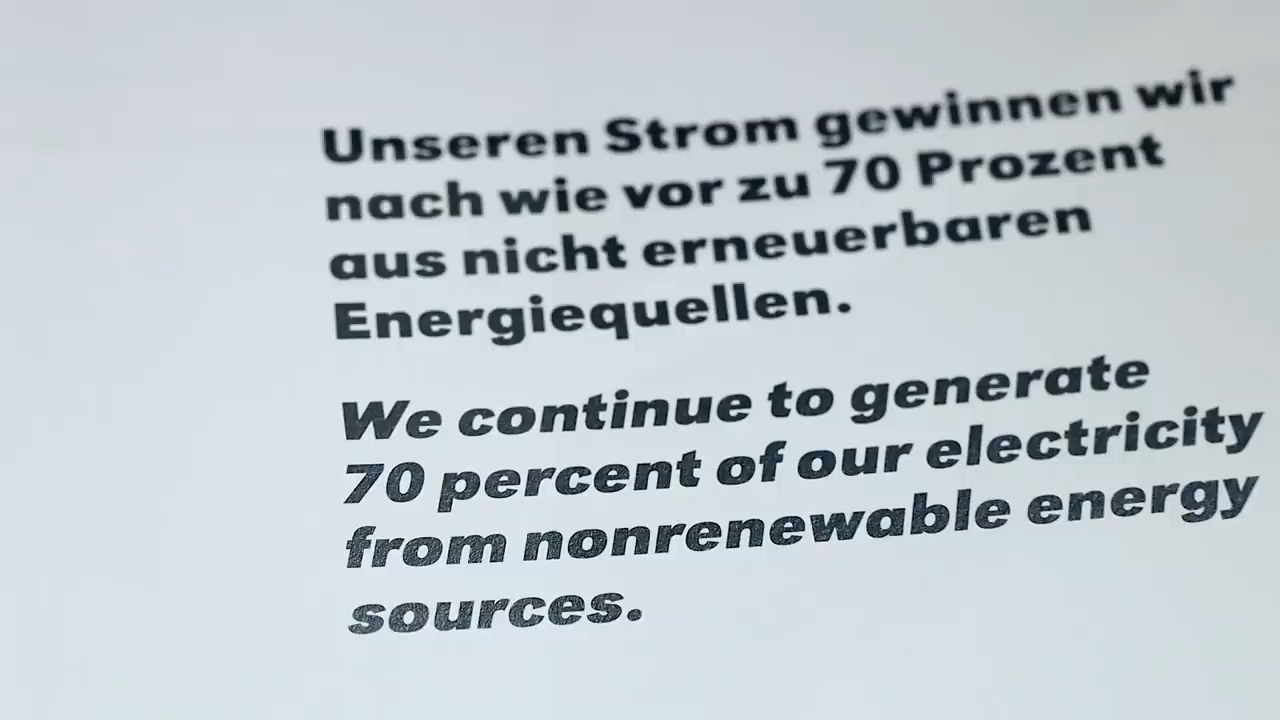 Unseren Strom gewinnen wir
nach wie vor zu 70 Prozent
aus nicht erneuerbaren
Energiequellen.
We continue to generate
70 percent of our electricity
from nonrenewable energy
sources.